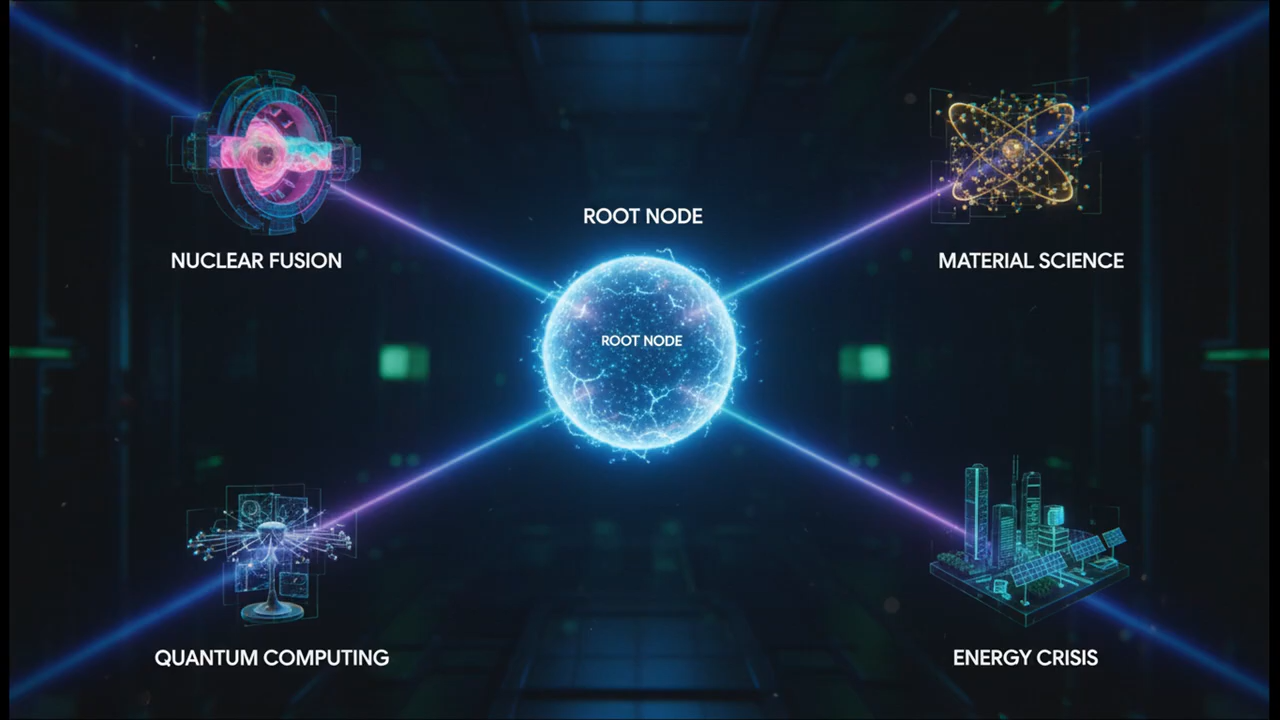 ROOT NODE
NUCLEAR FUSION
MATERIAL SCIENCE
ROOT NODE
QUANTUM COMPUTING
ENERGY CRISIS